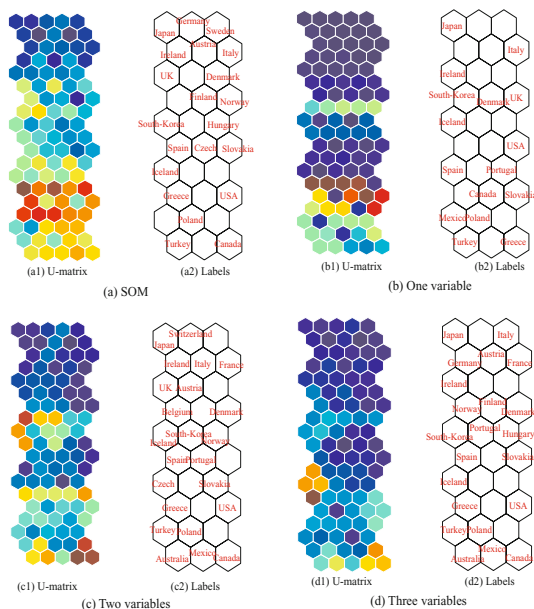 Germany
Japan Sweden
Austria
Ireland Italy
UK Denmark
Finland
Norway
South-Korea Hungary
Spain Czech Slovakia
Iceland
Greece USA
Poland
Turkey Canada
(a1) U-matrix (a2) Labels
(a) SOM
Japan
Italy
Ireland
South-Korea UK
Denmark
Iceland
USA
Spain Portugal
Canada Slovakia
Mexico Poland
Turkey Greece
(b1) U-matrix (b2) Labels
(b) One variable
Switzerland
Japan
Ireland Italy France
UK Austria
Belgium Denmark
South-Korea
Iceland Norway
Spain Portugal
Czech Slovakia
Greece USA
Turkey Poland
Mexico
Australia Canada
(c1) U-matrix (c2) Labels
(c) Two variables
Japan Italy
Austria
Germany France
Ireland
Finland
Norway Denmark
Portugal
South-Korea Hungary
Spain Slovakia
Iceland
Greece USA
Turkey Poland
Mexico
Australia Canada
(d1) U-matrix (d2) Labels
(d) Three variables